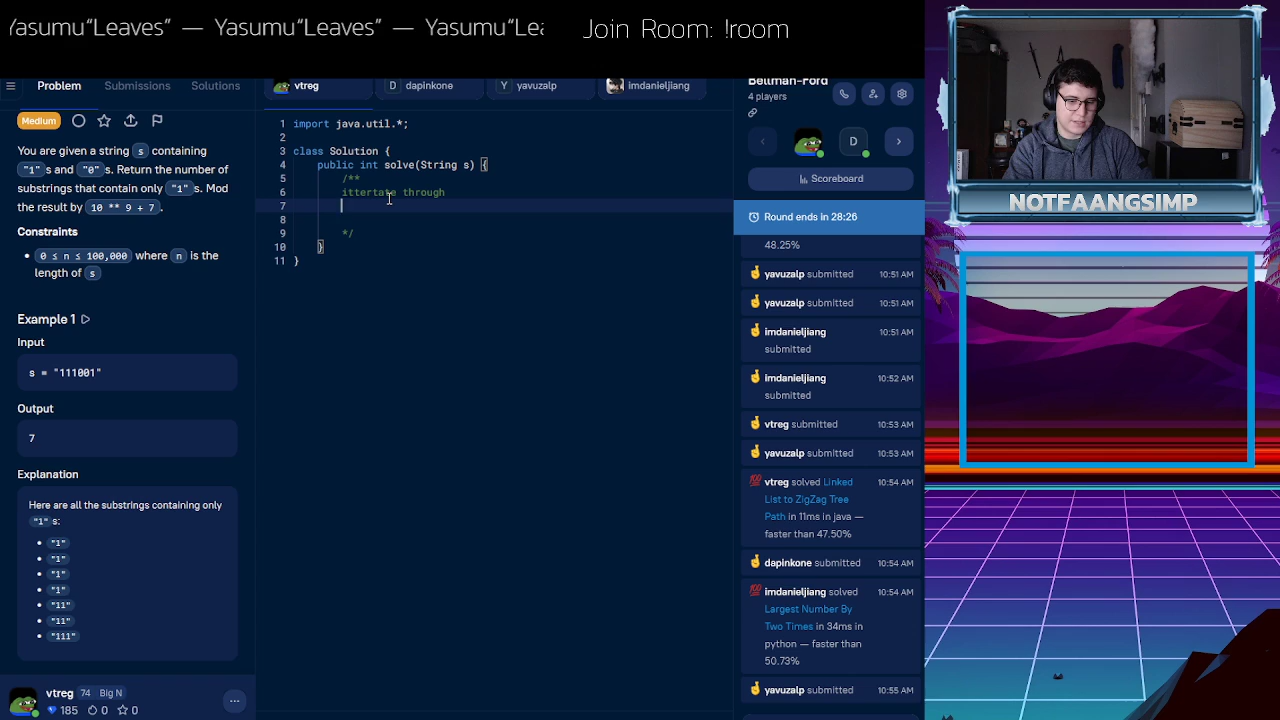 Yasumu“Leaves” — Yasumu“Leaves” — Yasumu“Lea
Join Room: !room
Problem Submissions Solutions
vtreg
D dapinkone
Y yavuzalp
imdanieljiang
Bellman-Ford
4 players
Medium
You are given a string s containing
"1"s and "0"s. Return the number of
substrings that contain only "1"s. Mod
the result by 10 ** 9 + 7.
Constraints
0 ≤ n ≤ 100,000 where n is the
length of s
Example 1
Input
s = "111001"
Output
7
Explanation
Here are all the substrings containing only
"1" s:
"1"
"1"
"1"
"1"
"11"
"11"
"111"
vtreg 74 Big N
185 0 0
1 import java.util.*;
2
3 class Solution {
4 public int solve(String s) {
5 /**
6 ittertate through
7
8
9 */
10 }
11 }
D
Scoreboard
Round ends in 28:26
48.25%
yavuzalp submitted 10:51 AM
yavuzalp submitted 10:51 AM
imdanieljiang 10:51 AM
submitted
imdanieljiang 10:52 AM
submitted
vtreg submitted 10:53 AM
yavuzalp submitted 10:53 AM
vtreg solved Linked 10:54 AM
List to ZigZag Tree
Path in 11ms in java —
faster than 47.50%
dapinkone submitted 10:54 AM
imdanieljiang solved 10:54 AM
Largest Number By
Two Times in 34ms in
python — faster than
50.73%
yavuzalp submitted 10:55 AM
NOTFAANGSIMP